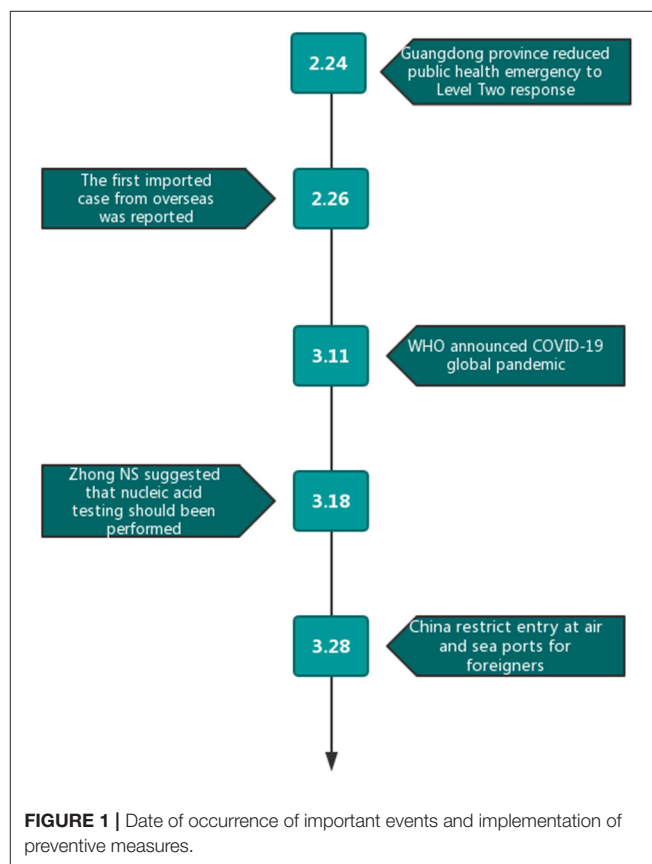 2.24
Guangdong province reduced
public health emergency to
Level Two response
The first imported
case from overseas
was reported
2.26
3.11
WHO announced COVID-19
global pandemic
Zhong NS suggested
that nucleic acid
testing should been
performed
3.18
3.28
China restrict entry at air
and sea ports for
foreigners
FIGURE 1 | Date of occurrence of important events and implementation of
preventive measures.